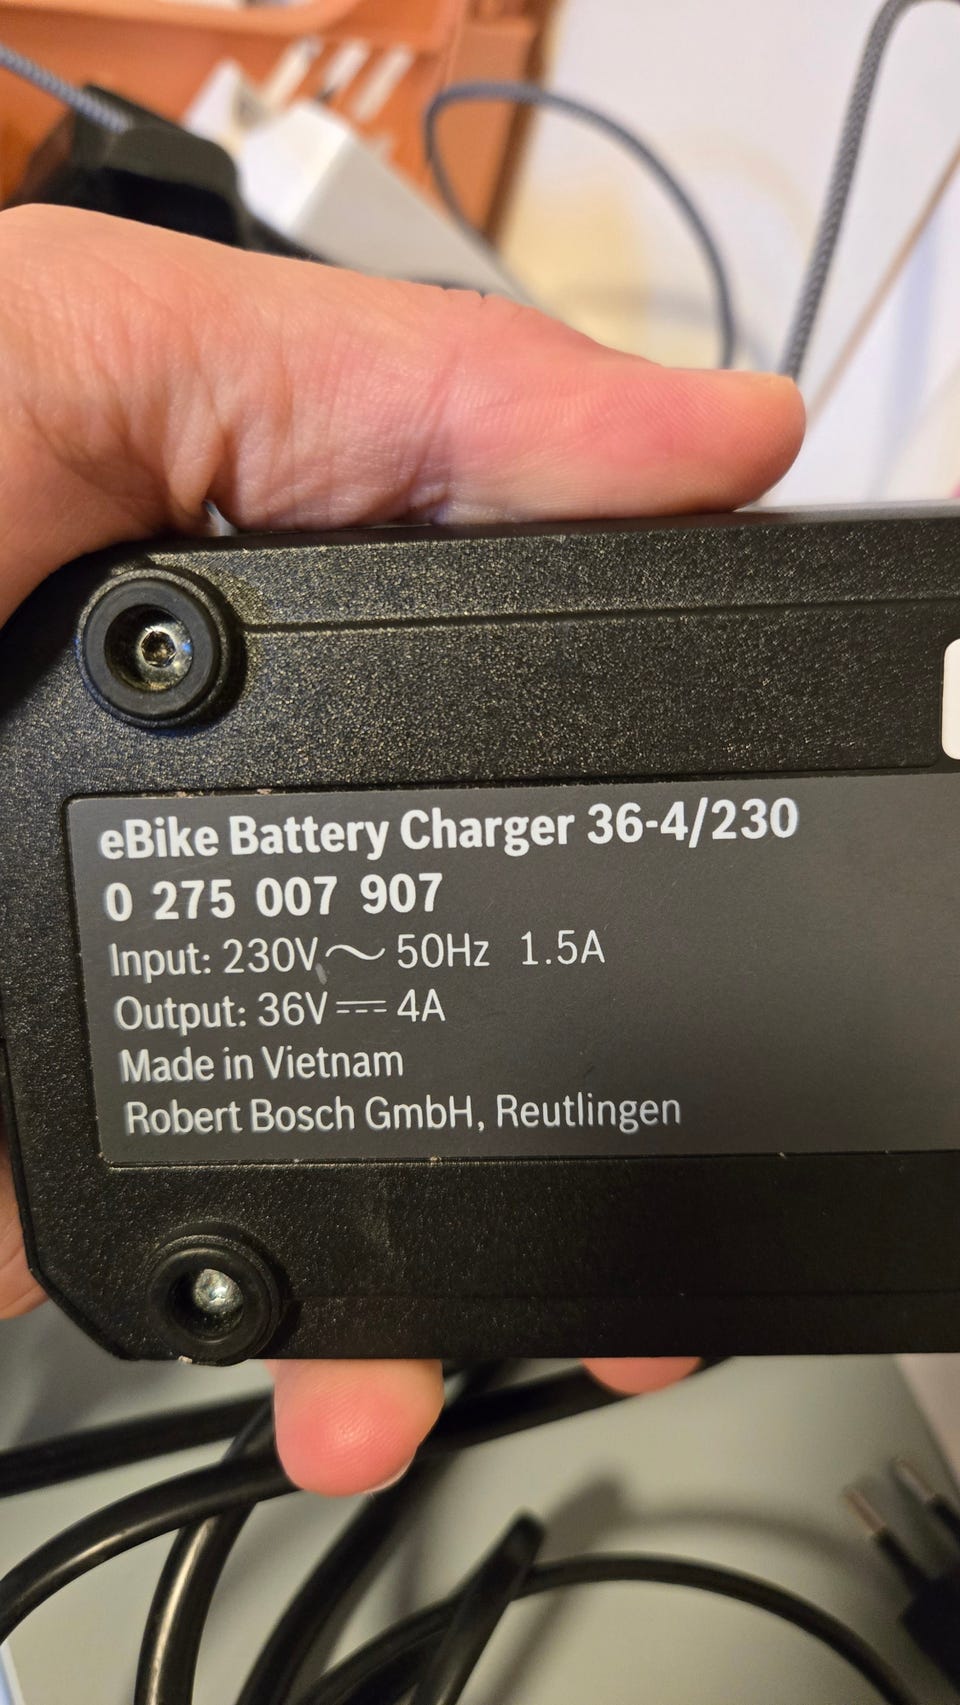 eBike Battery Charger 36-4/230
0 275 007 907
Input: 230V~ 50Hz 1.5A
Output: 36V⎓ 4A
Made in Vietnam
Robert Bosch GmbH, Reutlingen